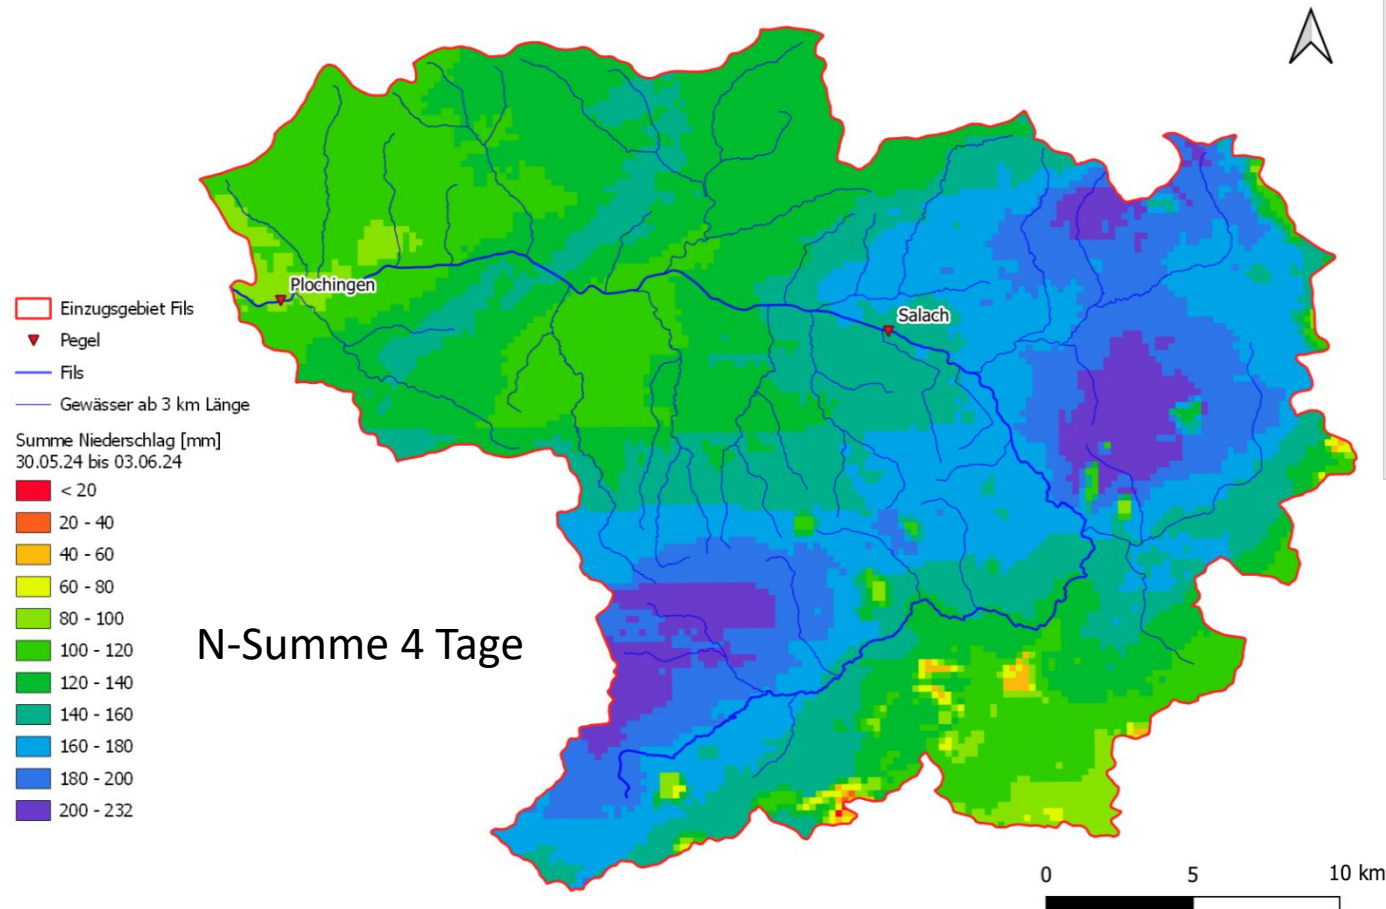 Plochingen
Salach
Einzugsgebiet Fils
Pegel
Fils
Gewässer ab 3 km Länge
Summe Niederschlag [mm]
30.05.24 bis 03.06.24
< 20
20 - 40
40 - 60
60 - 80
80 - 100
100 - 120
120 - 140
140 - 160
160 - 180
180 - 200
200 - 232
N-Summe 4 Tage
0 5 10 km